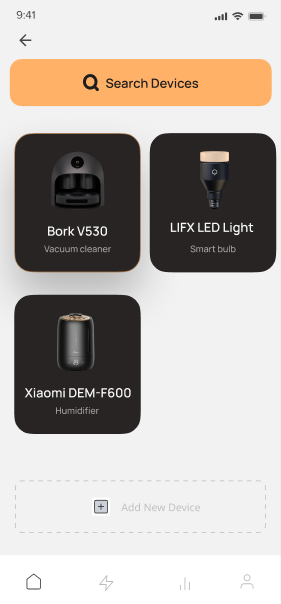 9:41
Search Devices
Bork V530
Vacuum cleaner
LIFX LED Light
Smart bulb
Xiaomi DEM-F600
Humidifier
Add New Device